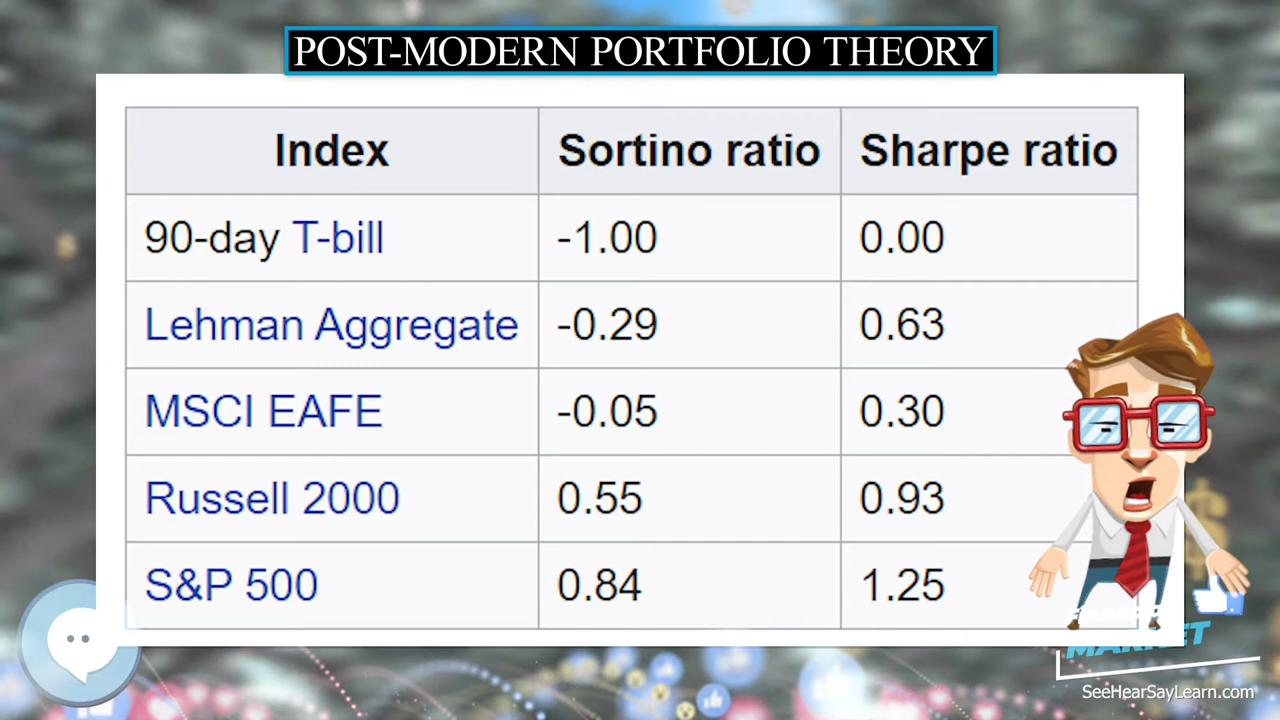 POST-MODERN PORTFOLIO THEORY
Index Sortino ratio Sharpe ratio
90-day T-bill -1.00 0.00
Lehman Aggregate -0.29 0.63
MSCI EAFE -0.05 0.30
Russell 2000 0.55 0.93
S&P 500 0.84 1.25
MARKET
SeeHearSayLearn.com